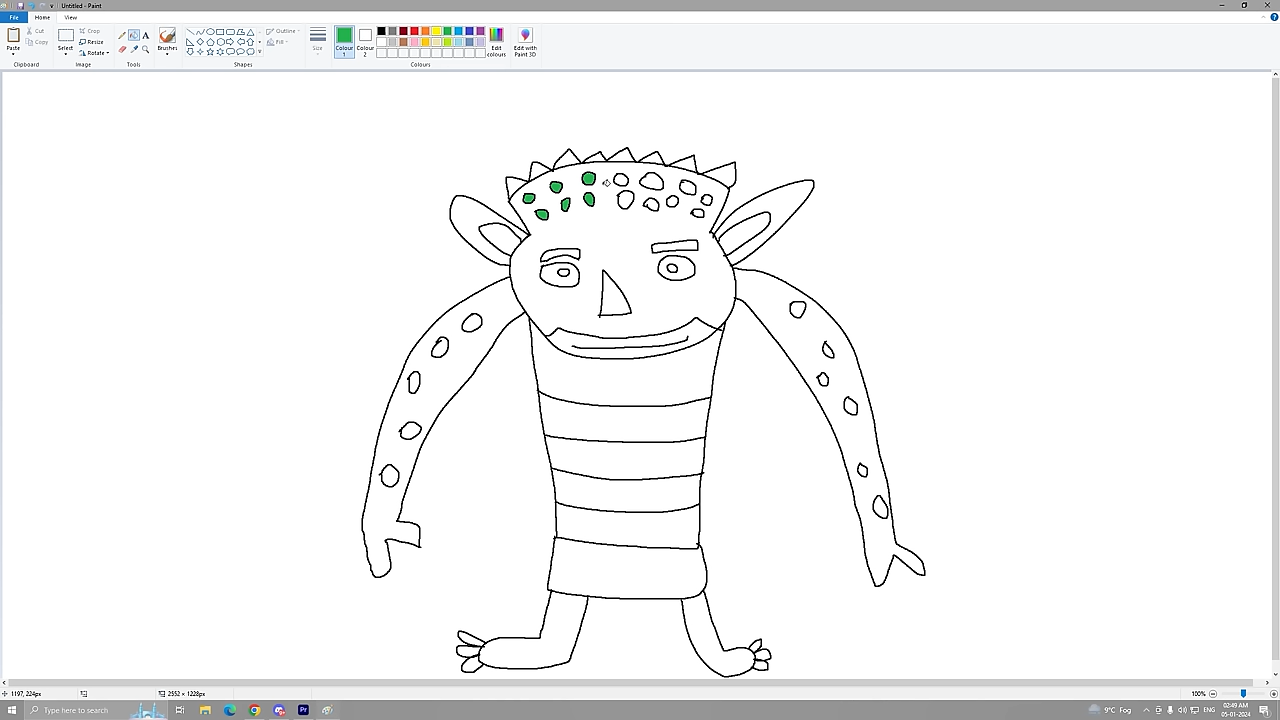 Untitled - Paint
File Home View
Paste
Cut
Copy
Clipboard
Select
Crop
Resize
Rotate
Image
Tools
Brushes
Outline
Fill
Shapes
Size
Colour 1
Colour 2
Edit colours
Edit with Paint 3D
Colours
1197, 224px
2552 × 1228px
100%
Type here to search
9°C Fog
ENG
02:49 AM
05-01-2024